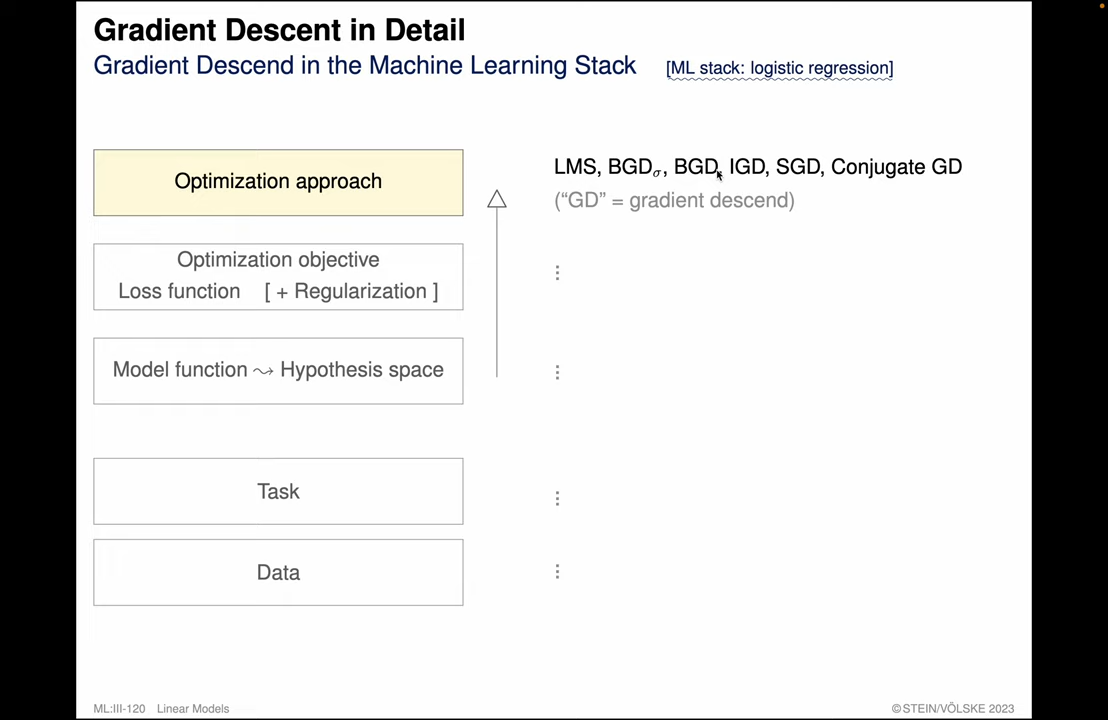 Gradient Descent in Detail
Gradient Descend in the Machine Learning Stack [ML stack: logistic regression]
Optimization approach
LMS, BGDσ, BGD, IGD, SGD, Conjugate GD
(“GD” = gradient descend)
Optimization objective
Loss function [ + Regularization ]
⋮
Model function ⤳ Hypothesis space
⋮
Task
⋮
Data
⋮
ML:III-120 Linear Models
©STEIN/VÖLSKE 2023